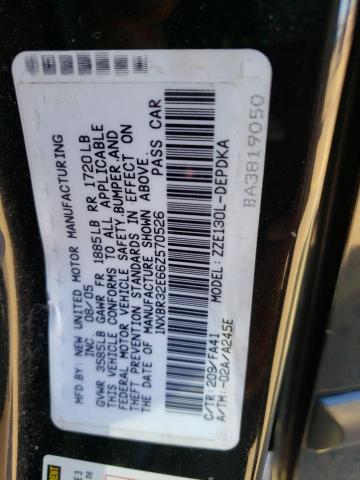 MFD BY: NEW UNITED MOTOR MANUFACTURING
INC 08/05
GVWR 3585LB GAWR FR 1885LB RR 1720LB
THIS VEHICLE CONFORMS TO ALL APPLICABLE
FEDERAL MOTOR VEHICLE SAFETY, BUMPER, AND
THEFT PREVENTION STANDARDS IN EFFECT ON
THE DATE OF MANUFACTURE SHOWN ABOVE.
1NXBR32E66Z570526 PASS CAR
MODEL: ZZE130L-DEPDKA
C/TR: 209/FA41
A/TM:-02A/A245E
BA3819050